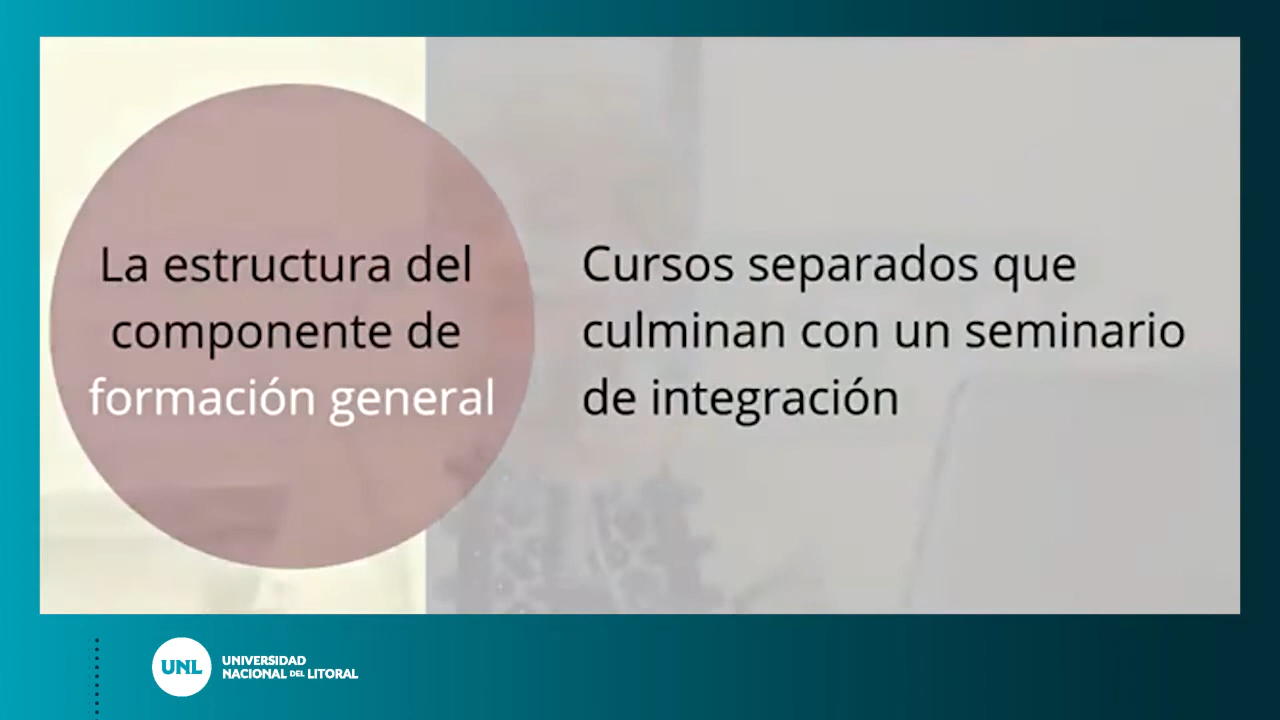 La estructura del
componente de
formación general
Cursos separados que
culminan con un seminario
de integración
UNL
UNIVERSIDAD
NACIONAL DEL LITORAL